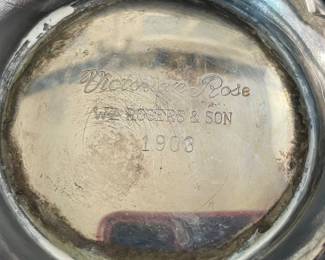 Victorian Rose
WM ROGERS & SON
1903